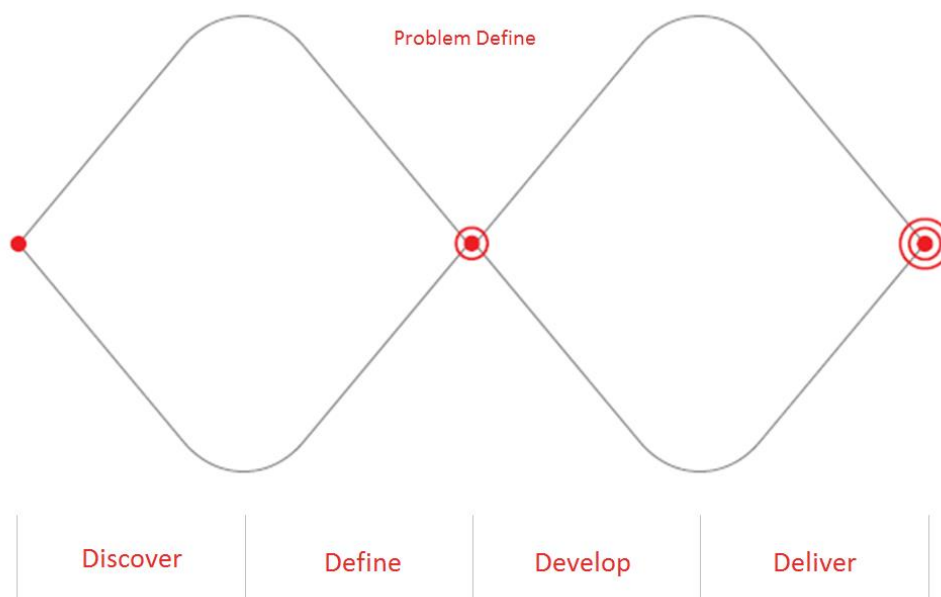 Problem Define
Discover
Define
Develop
Deliver